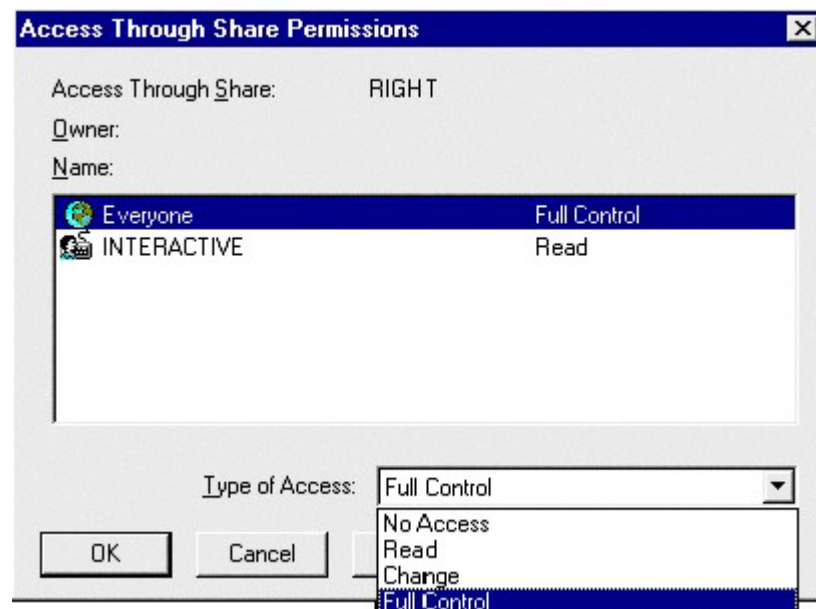 Access Through Share Permissions
Access Through Share: RIGHT
Owner:
Name:
Everyone Full Control
INTERACTIVE Read
Type of Access: Full Control
No Access
Read
Change
Full Control
OK Cancel